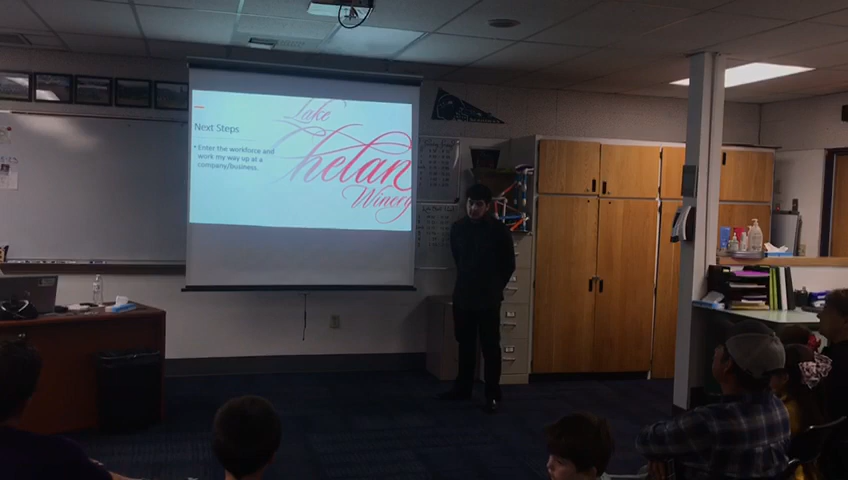 Next Steps
• Enter the workforce and
work my way up at a
company/business.
Lake
Chelan
Winery